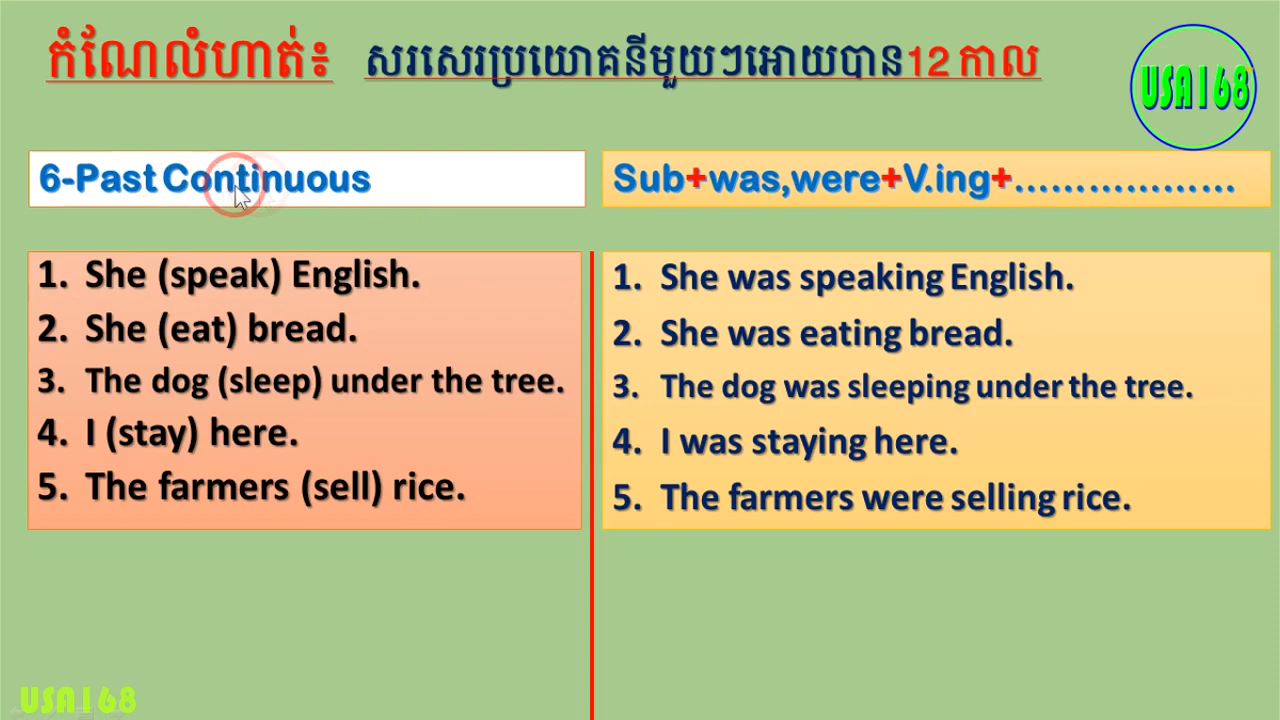 កំណែលំហាត់៖ សរសេរប្រយោគនីមួយៗអោយបាន12 កាល
USA168
6-Past Continuous
Sub+was,were+V.ing+..................
1. She (speak) English.
2. She (eat) bread.
3. The dog (sleep) under the tree.
4. I (stay) here.
5. The farmers (sell) rice.
1. She was speaking English.
2. She was eating bread.
3. The dog was sleeping under the tree.
4. I was staying here.
5. The farmers were selling rice.
USA168